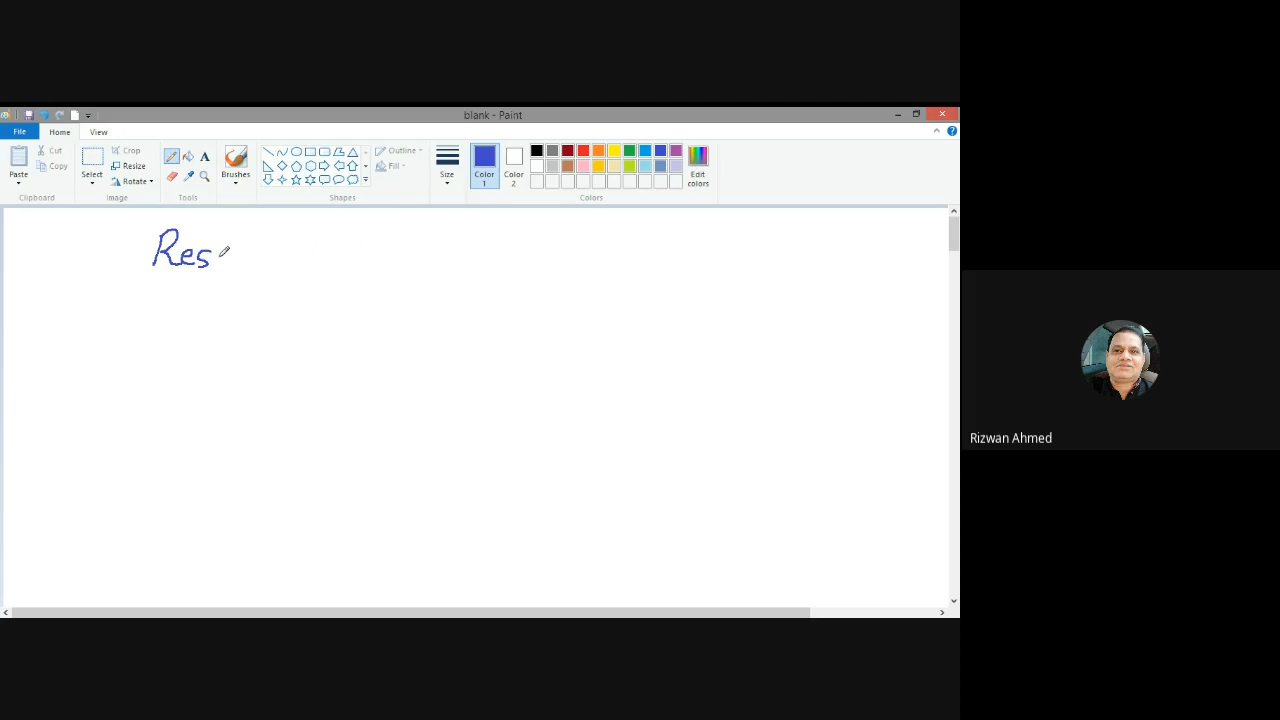 blank - Paint
File Home View
Paste Cut Copy Clipboard
Select Crop Resize Rotate Image
Tools
Brushes
Outline Fill Shapes
Size
Color 1 Color 2 Edit colors Colors
Res
Rizwan Ahmed